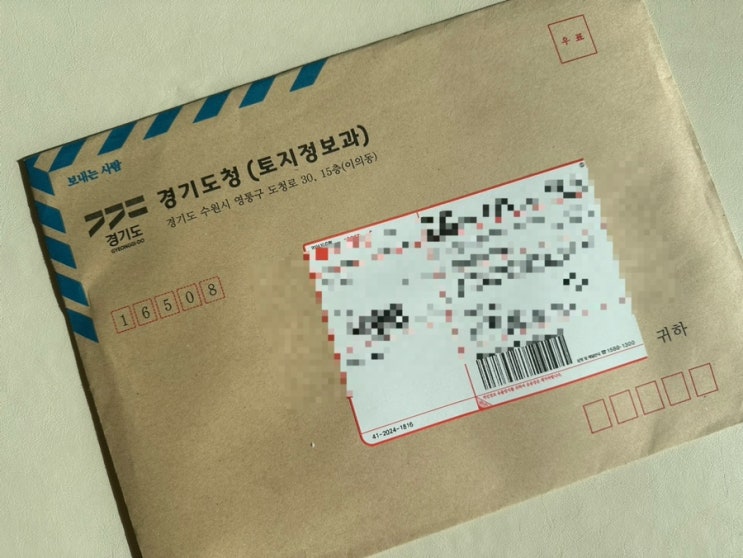 우표
보내는 사람
경기도청 (토지정보과)
경기도 수원시 영통구 도청로 30, 15층(이의동)
경기도
GYEONGGI-DO
16508
귀하
☎ 1588-1300
41-2024-1816